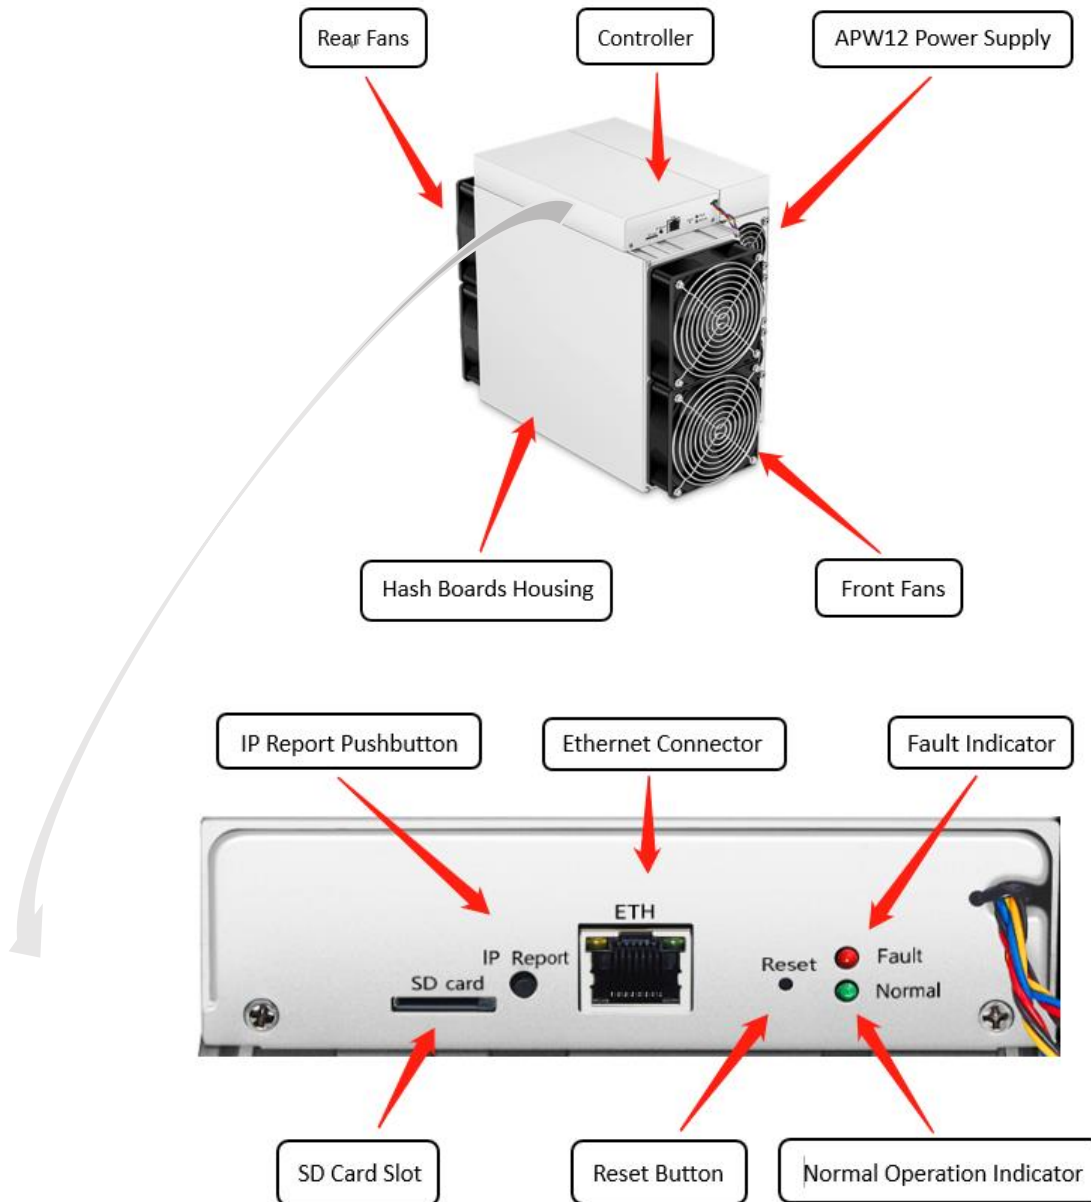 Rear Fans
Controller
APW12 Power Supply
Hash Boards Housing
Front Fans
IP Report Pushbutton
Ethernet Connector
Fault Indicator
ETH
IP Report
SD card
Reset
Fault
Normal
SD Card Slot
Reset Button
Normal Operation Indicator